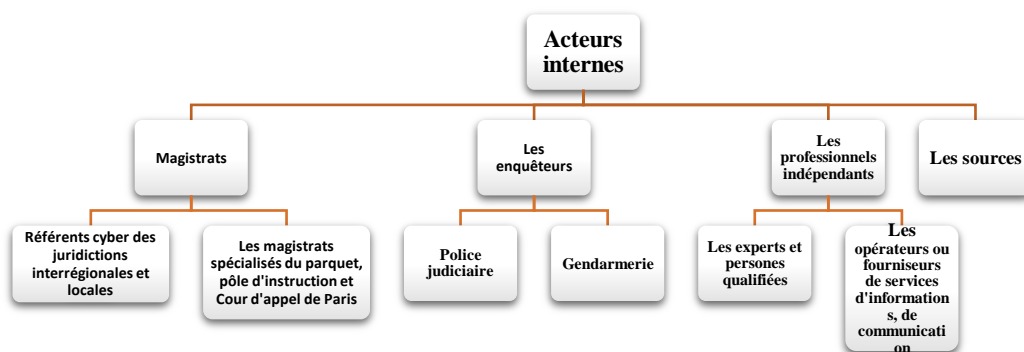 Acteurs
internes
Magistrats
Les
enquêteurs
Les
professionnels
indépendants
Les sources
Référents cyber des
juridictions
interrégionales et
locales
Les magistrats
spécialisés du parquet,
pôle d'instruction et
Cour d'appel de Paris
Police
judiciaire
Gendarmerie
Les experts et
persones
qualifiées
Les
opérateurs ou
fourniseurs
de services
d'information
s, de
communicati
on